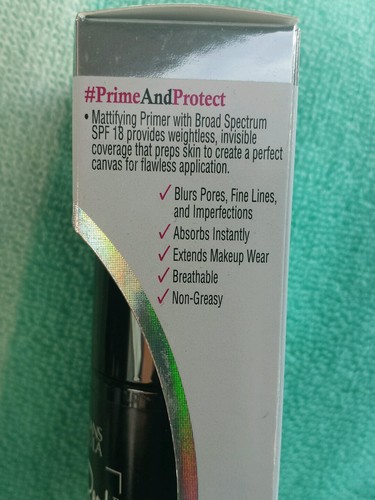 #PrimeAndProtect
• Mattifying Primer with Broad Spectrum
SPF 18 provides weightless, invisible
coverage that preps skin to create a perfect
canvas for flawless application.
✓ Blurs Pores, Fine Lines,
and Imperfections
✓ Absorbs Instantly
✓ Extends Makeup Wear
✓ Breathable
✓ Non-Greasy